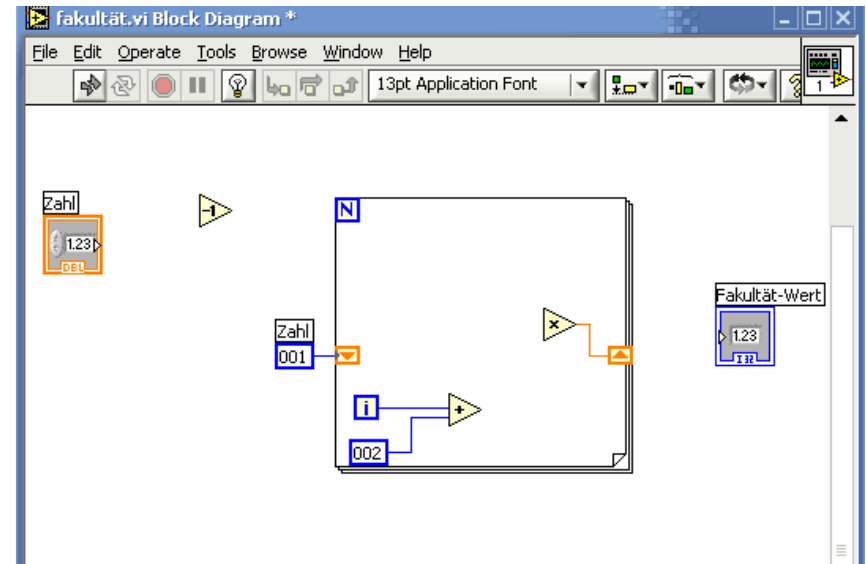 fakultät.vi Block Diagram *
File Edit Operate Tools Browse Window Help
13pt Application Font
1
Zahl
1.23
DBL
-1
N
Fakultät-Wert
1.23
I32
x
Zahl
001
i
+
002